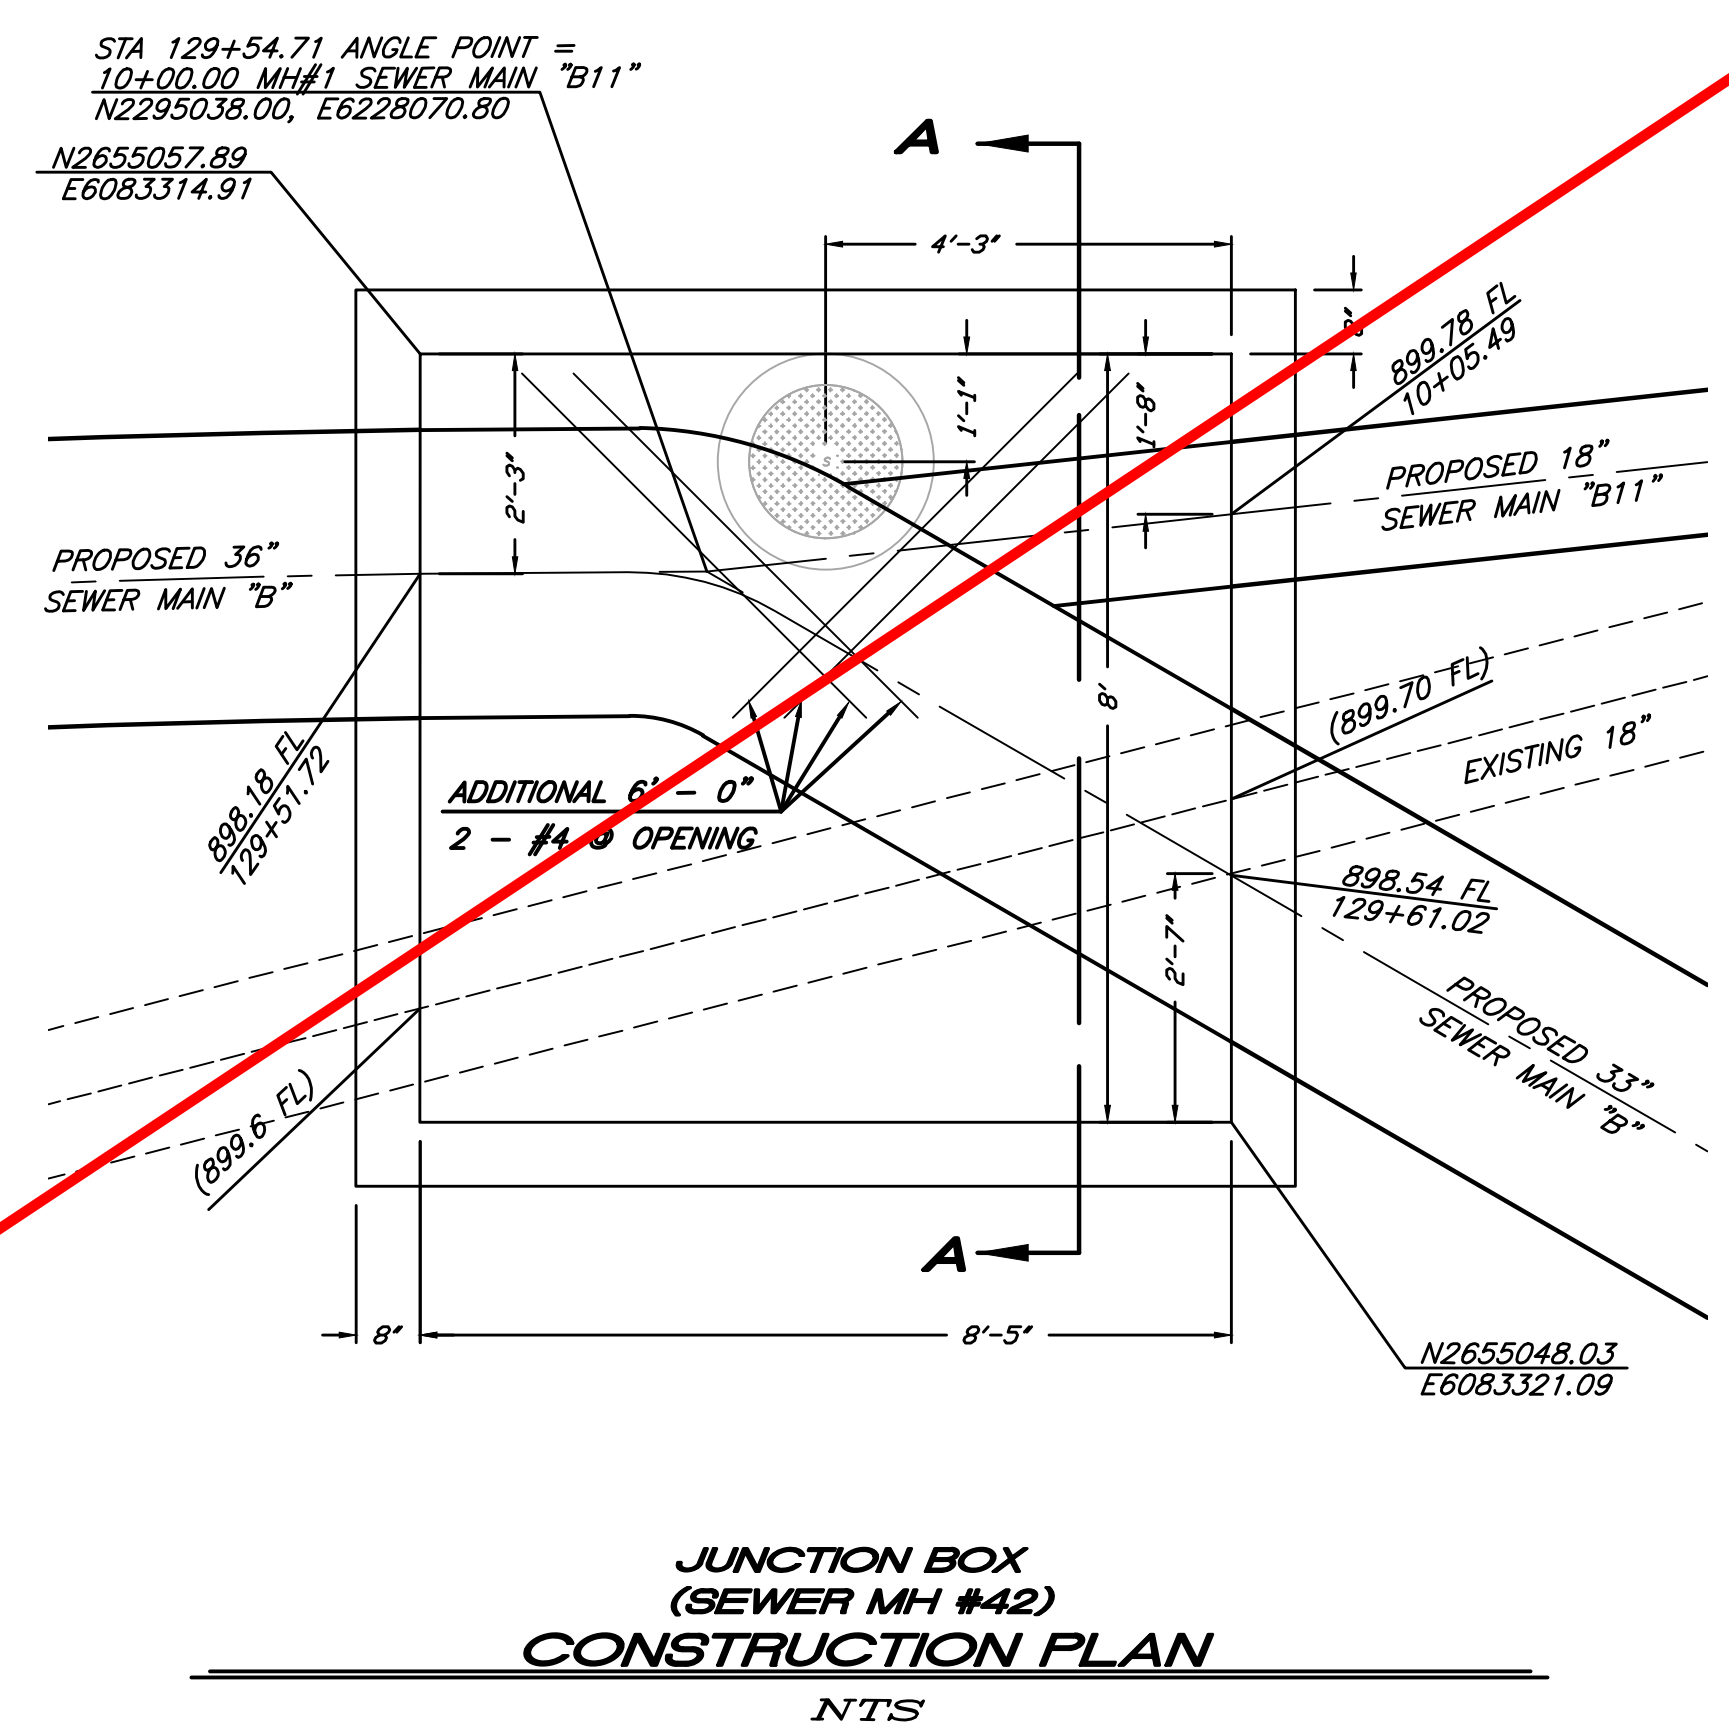 STA 129+54.71 ANGLE POINT =
10+00.00 MH#1 SEWER MAIN "B11"
N2295038.00, E6228070.80
N2655057.89
E6083314.91
A
4'-3"
8"
899.78 FL
10+05.49
1'-1"
1'-8"
2'-3"
S
PROPOSED 18"
SEWER MAIN "B11"
PROPOSED 36"
SEWER MAIN "B"
(899.70 FL)
8'
EXISTING 18"
898.18 FL
129+51.72
ADDITIONAL 6' - 0"
2 - #4 @ OPENING
898.54 FL
129+61.02
2'-7"
PROPOSED 33"
SEWER MAIN "B"
(899.6 FL)
A
8"
8'-5"
N2655048.03
E6083321.09
JUNCTION BOX
(SEWER MH #42)
CONSTRUCTION PLAN
NTS